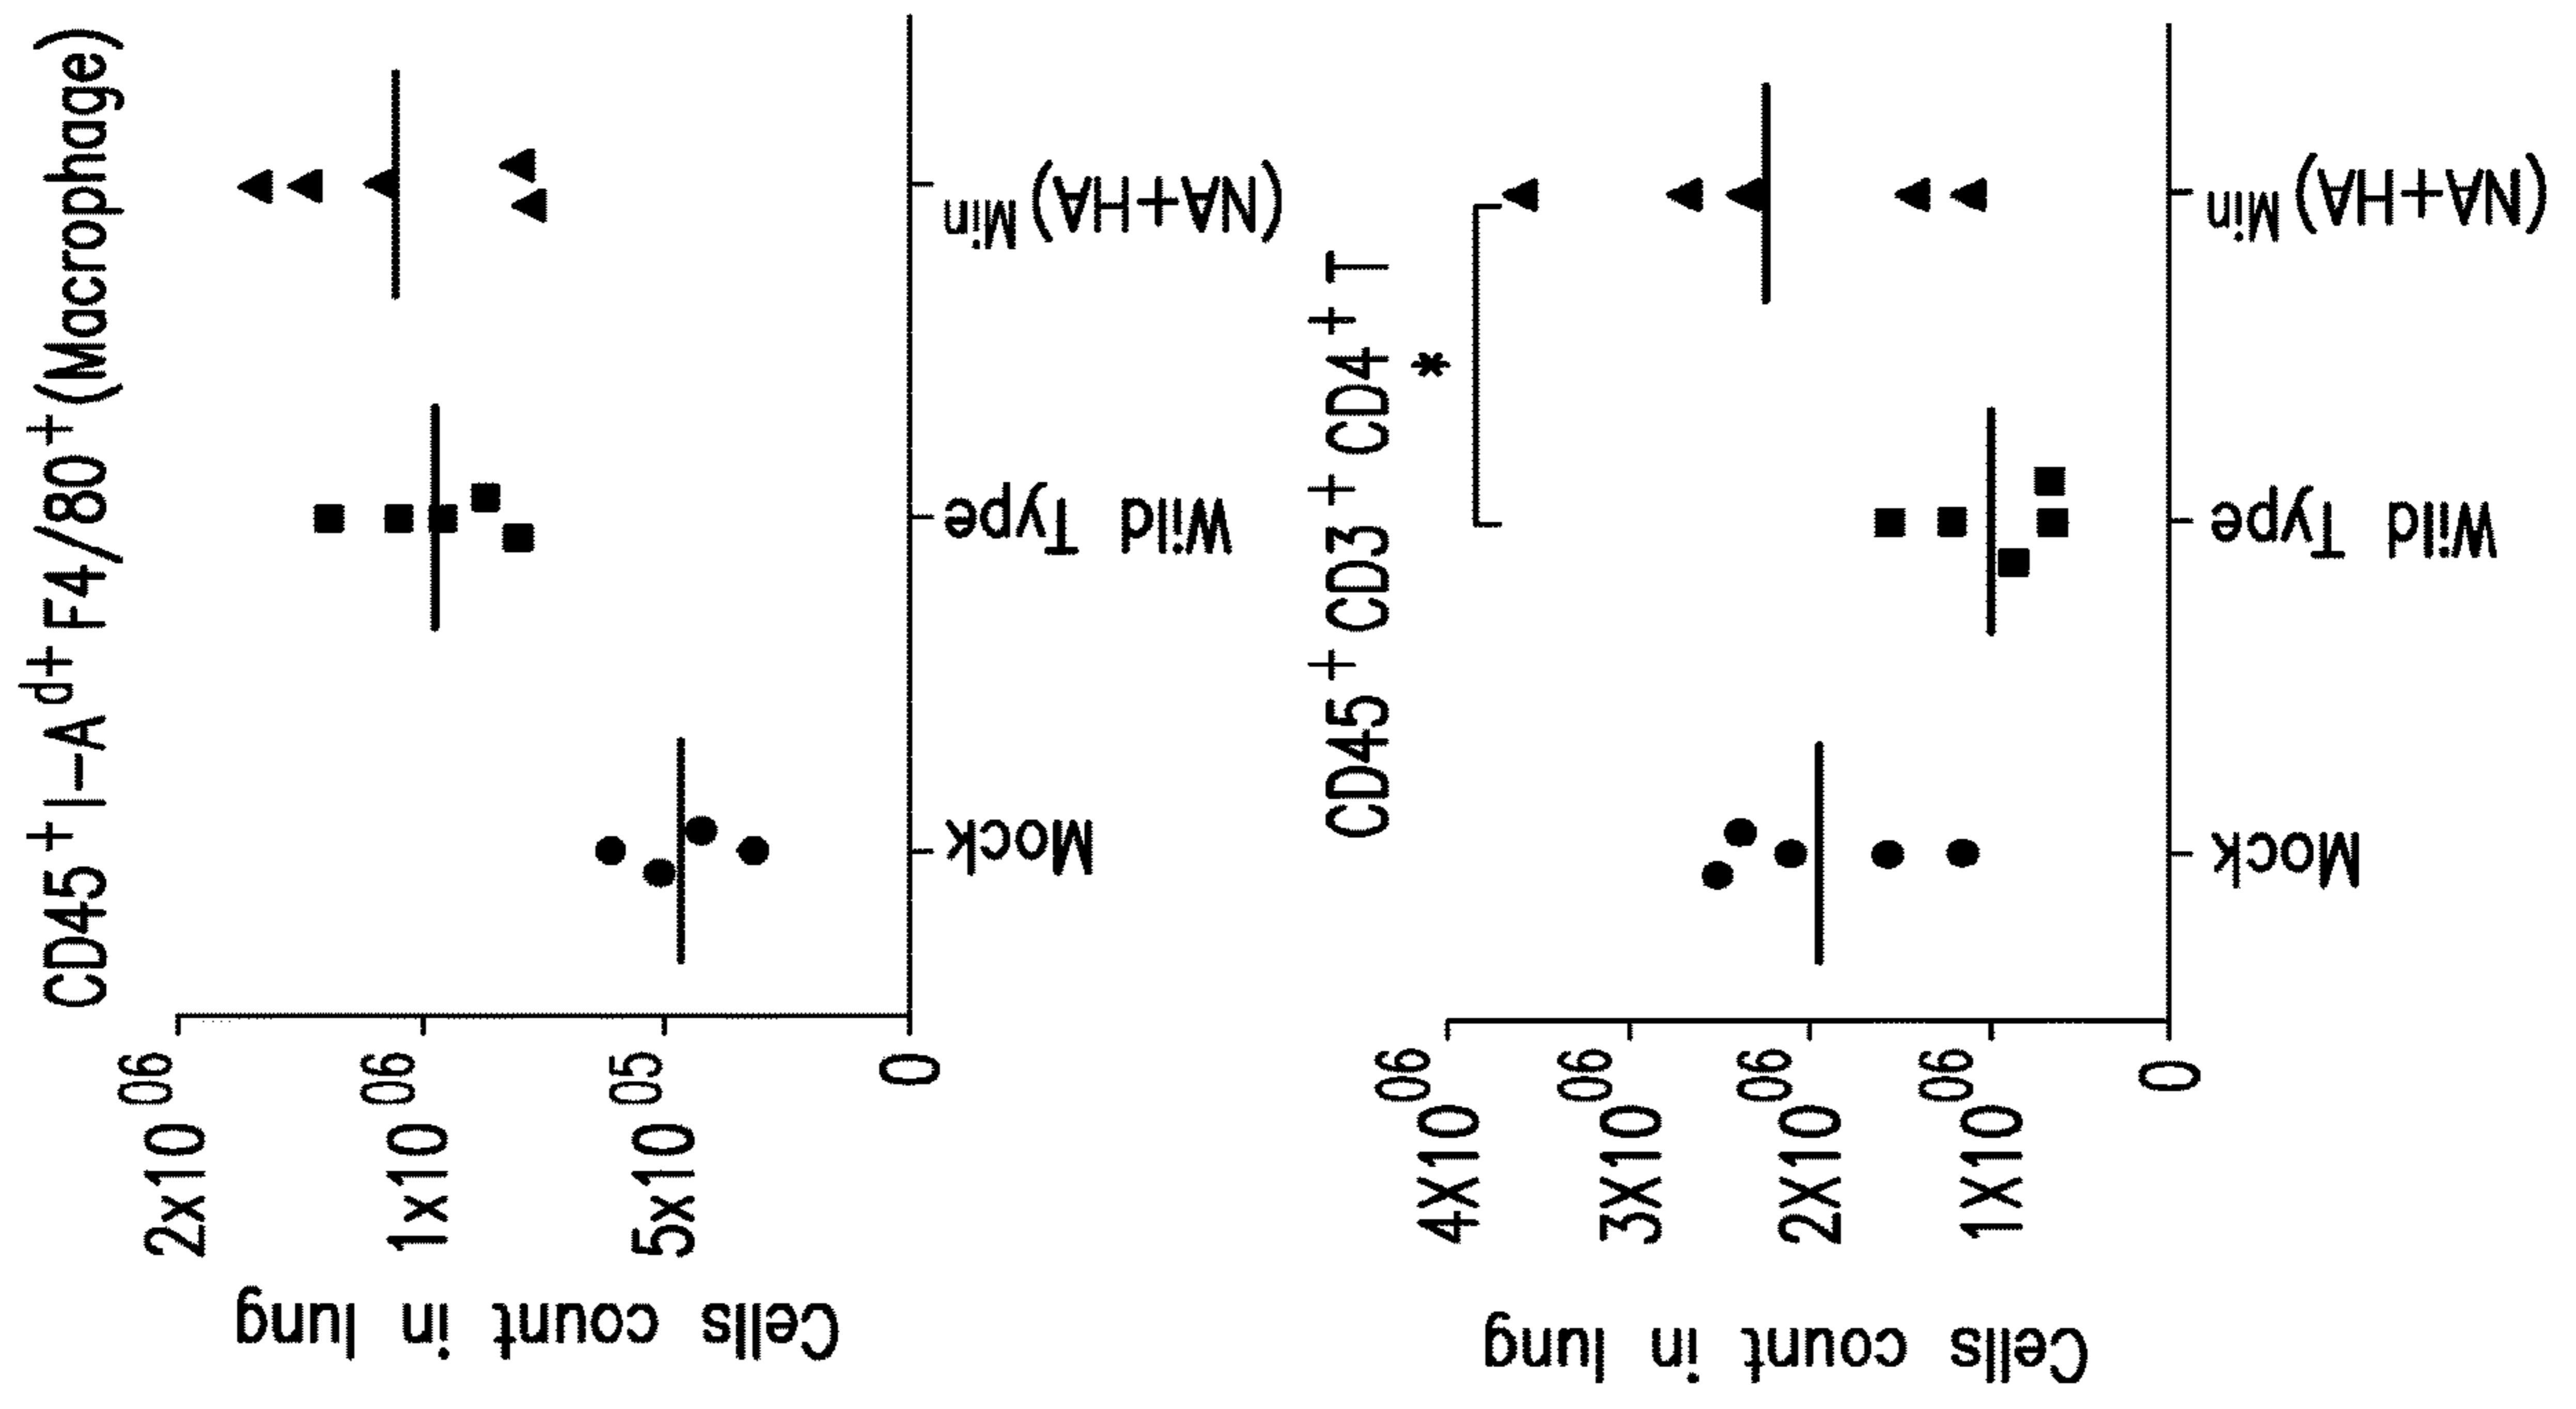 CD45+I-Ad+F4/80+(Macrophage)
Cells count in lung
2x10 06
1x10 06
5x10 05
0
Mock
Wild Type
(NA+HA)Min
CD45+CD3+CD4+T
*
Cells count in lung
4X10 06
3X10 06
2X10 06
1X10 06
0
Mock
Wild Type
(NA+HA)Min